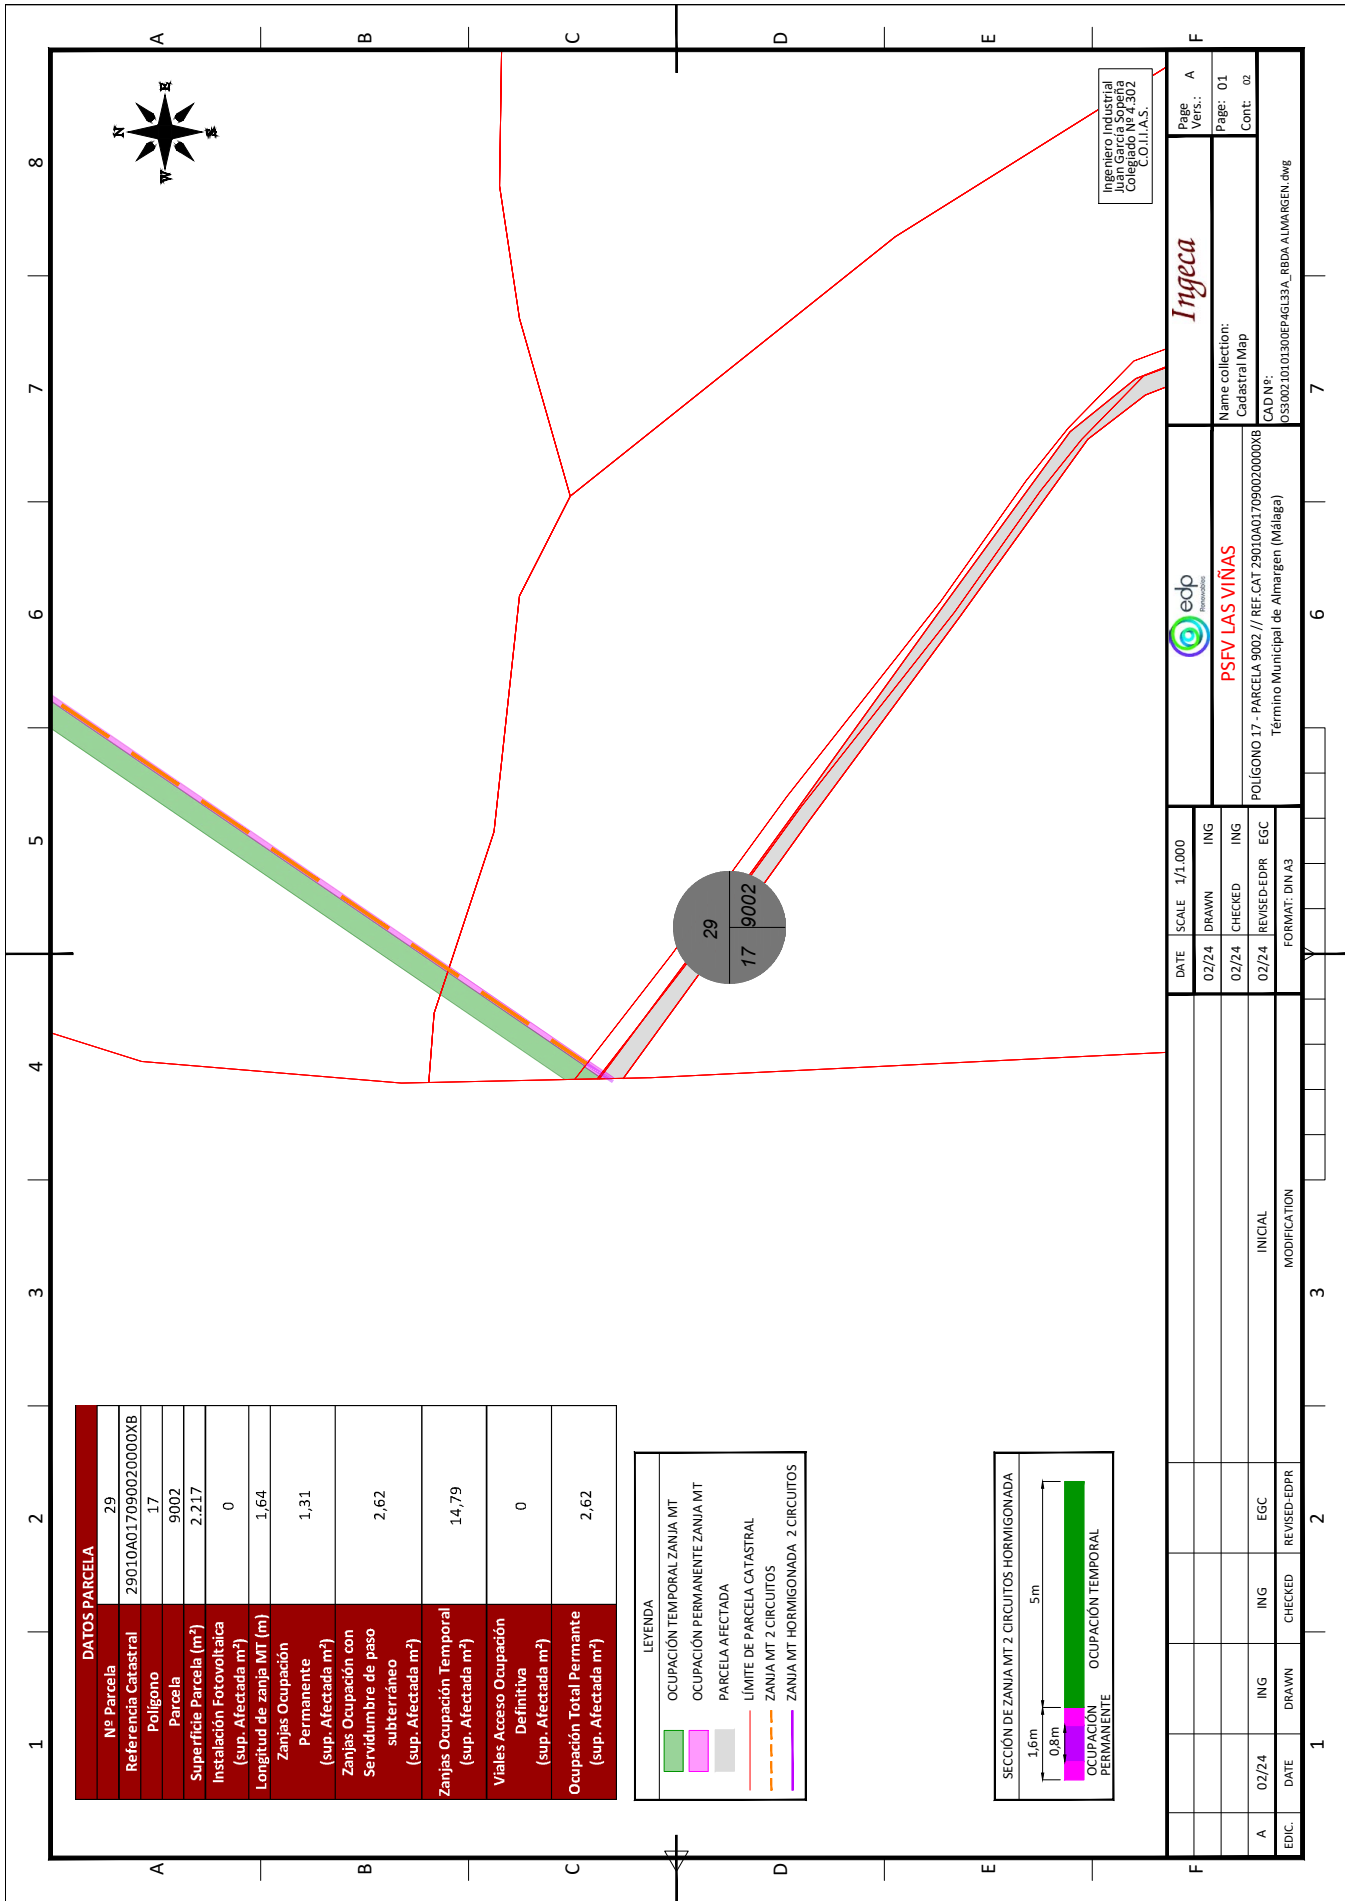 1 2 3 4 5 6 7 8
A
B
C
D
E
F
N
E
S
W
DATOS PARCELA
Nº Parcela 29
Referencia Catastral 29010A017090020000XB
Polígono 17
Parcela 9002
Superficie Parcela (m²) 2.217
Instalación Fotovoltaica
(sup. Afectada m²) 0
Longitud de zanja MT (m) 1,64
Zanjas Ocupación
Permanente
(sup. Afectada m²) 1,31
Zanjas Ocupación con
Servidumbre de paso
subterráneo
(sup. Afectada m²) 2,62
Zanjas Ocupación Temporal
(sup. Afectada m²) 14,79
Viales Acceso Ocupación
Definitiva
(sup. Afectada m²) 0
Ocupación Total Permante
(sup. Afectada m²) 2,62
LEYENDA
OCUPACIÓN TEMPORAL ZANJA MT
OCUPACIÓN PERMANENTE ZANJA MT
PARCELA AFECTADA
LÍMITE DE PARCELA CATASTRAL
ZANJA MT 2 CIRCUITOS
ZANJA MT HORMIGONADA 2 CIRCUITOS
29
17 9002
SECCIÓN DE ZANJA MT 2 CIRCUITOS HORMIGONADA
1,6m 5m
0,8m
OCUPACIÓN
PERMANENTE
OCUPACIÓN TEMPORAL
Ingeniero Industrial
Juan García Sopeña
Colegiado Nº 4.302
C.O.I.I.A.S.
A 02/24 ING ING EGC INICIAL
EDIC. DATE DRAWN CHECKED REVISED-EDPR MODIFICATION
DATE SCALE 1/1.000
02/24 DRAWN ING
02/24 CHECKED ING
02/24 REVISED-EDPR EGC
FORMAT: DIN A3
edp
Renewables
PSFV LAS VIÑAS
POLÍGONO 17 - PARCELA 9002 // REF.CAT 29010A017090020000XB
Término Municipal de Almargen (Málaga)
Ingeca
Name collection:
Cadastral Map
CAD Nº:
OS300210101300EP4GL33A_RBDA ALMARGEN.dwg
Page
Vers.: A
Page: 01
Cont: 02
A
B
C
D
E
F
1 2 3 4 5 6 7